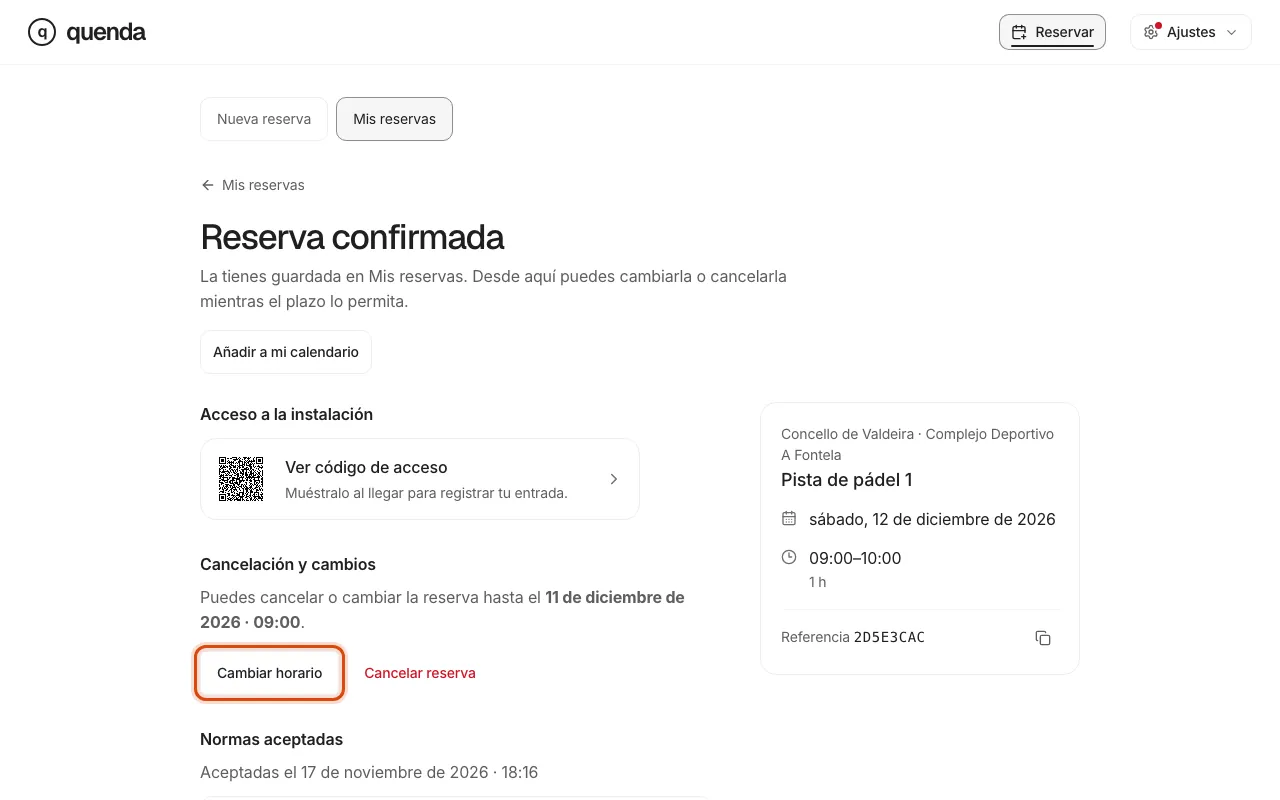 q quenda
Reservar
Ajustes
Nueva reserva
Mis reservas
Mis reservas
Reserva confirmada
La tienes guardada en Mis reservas. Desde aquí puedes cambiarla o cancelarla
mientras el plazo lo permita.
Añadir a mi calendario
Acceso a la instalación
Ver código de acceso
Muéstralo al llegar para registrar tu entrada.
Cancelación y cambios
Puedes cancelar o cambiar la reserva hasta el 11 de diciembre de
2026 · 09:00.
Cambiar horario
Cancelar reserva
Normas aceptadas
Aceptadas el 17 de noviembre de 2026 · 18:16
Concello de Valdeira · Complejo Deportivo
A Fontela
Pista de pádel 1
sábado, 12 de diciembre de 2026
09:00–10:00
1 h
Referencia 2D5E3CAC